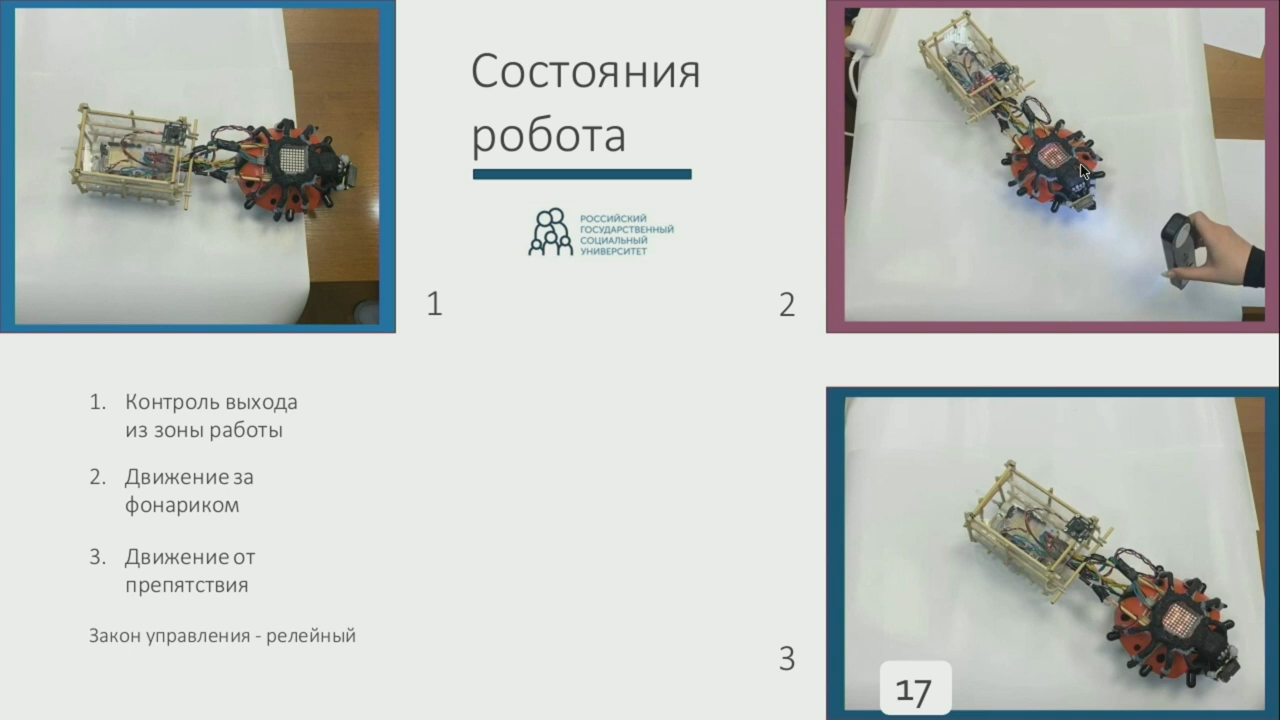 Состояния
робота
РОССИЙСКИЙ
ГОСУДАРСТВЕННЫЙ
СОЦИАЛЬНЫЙ
УНИВЕРСИТЕТ
1
2
1. Контроль выхода
из зоны работы
2. Движение за
фонариком
3. Движение от
препятствия
Закон управления - релейный
3
17